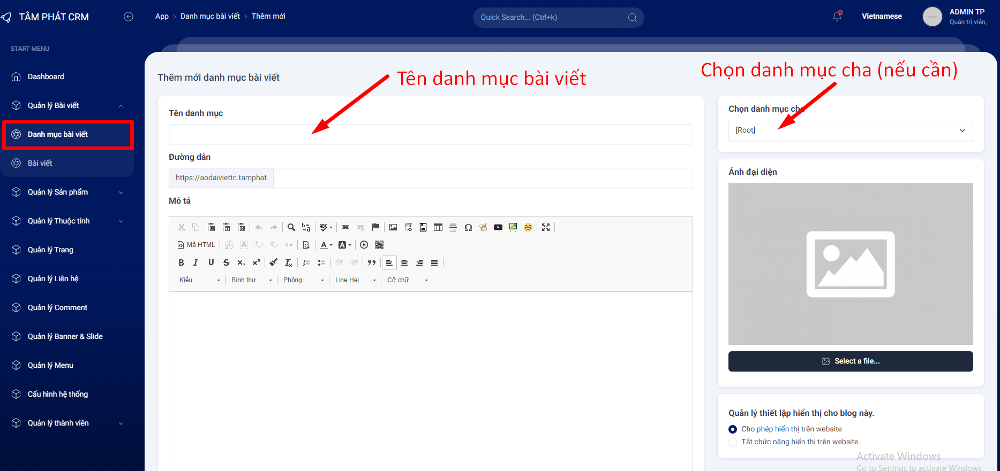 TÂM PHÁT CRM
App > Danh mục bài viết > Thêm mới
Quick Search... (Ctrl+k)
Vietnamese
ADMIN TP
Quản trị viên,
START MENU
Dashboard
Quản lý Bài viết
Danh mục bài viết
Bài viết
Quản lý Sản phẩm
Quản lý Thuộc tính
Quản lý Trang
Quản lý Liên hệ
Quản lý Comment
Quản lý Banner & Slide
Quản lý Menu
Cấu hình hệ thống
Quản lý thành viên
Thêm mới danh mục bài viết
Tên danh mục bài viết
Chọn danh mục cha (nếu cần)
Tên danh mục
Đường dẫn
https://aodaiviettc.tamphat
Mô tả
Mã HTML
Kiểu
Bình thư...
Phông
Line Hei...
Cỡ chữ
Chọn danh mục cha
[Root]
Ảnh đại diện
Select a file...
Quản lý thiết lập hiển thị cho blog này.
Cho phép hiển thị trên website
Tắt chức năng hiển thị trên website.
Activate Windows
Go to Settings to activate Windows.